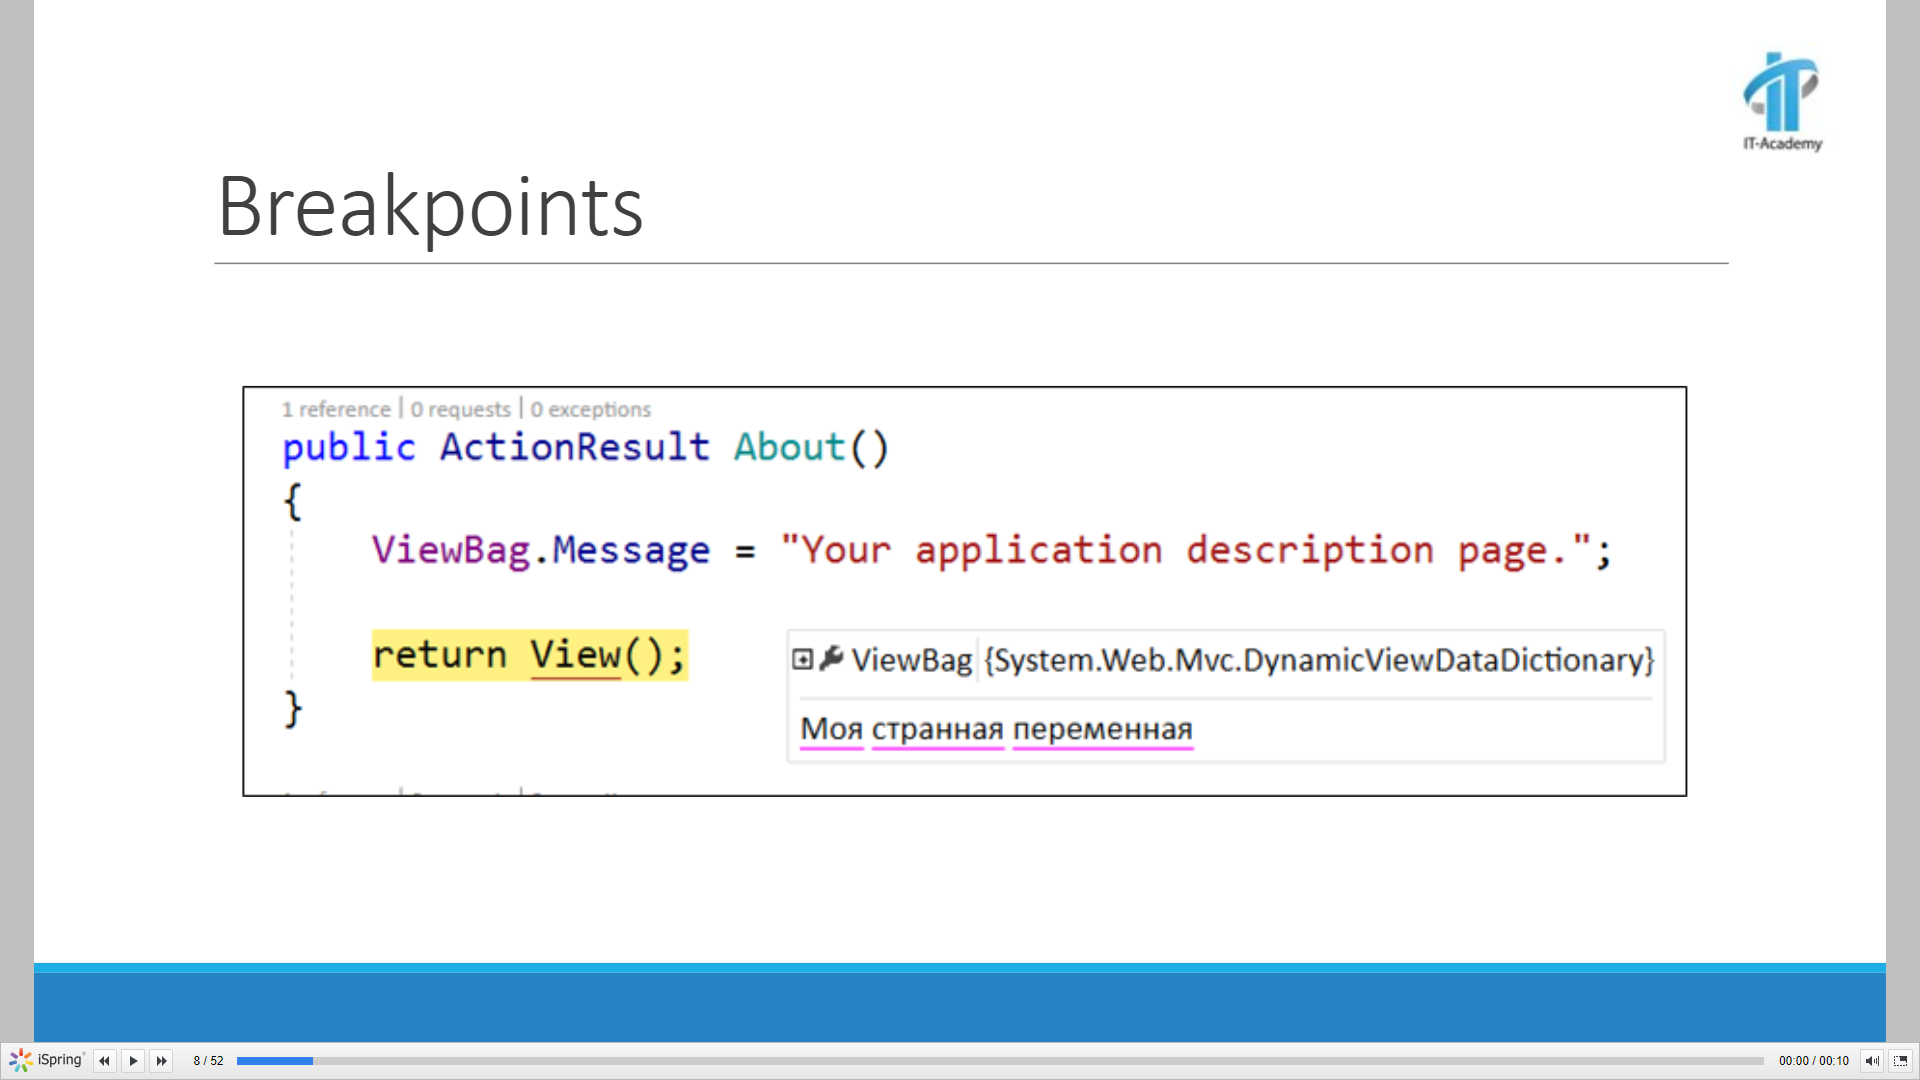 IT-Academy
Breakpoints
1 reference | 0 requests | 0 exceptions
public ActionResult About()
{
ViewBag.Message = "Your application description page.";
return View();
ViewBag {System.Web.Mvc.DynamicViewDataDictionary}
}
Моя странная переменная
iSpring
8 / 52
00:00 / 00:10